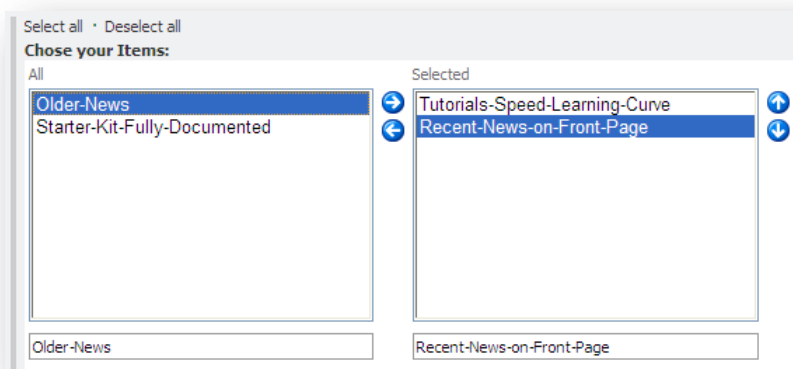 Select all · Deselect all
Chose your Items:
All
Selected
Older-News
Starter-Kit-Fully-Documented
Tutorials-Speed-Learning-Curve
Recent-News-on-Front-Page
Older-News
Recent-News-on-Front-Page